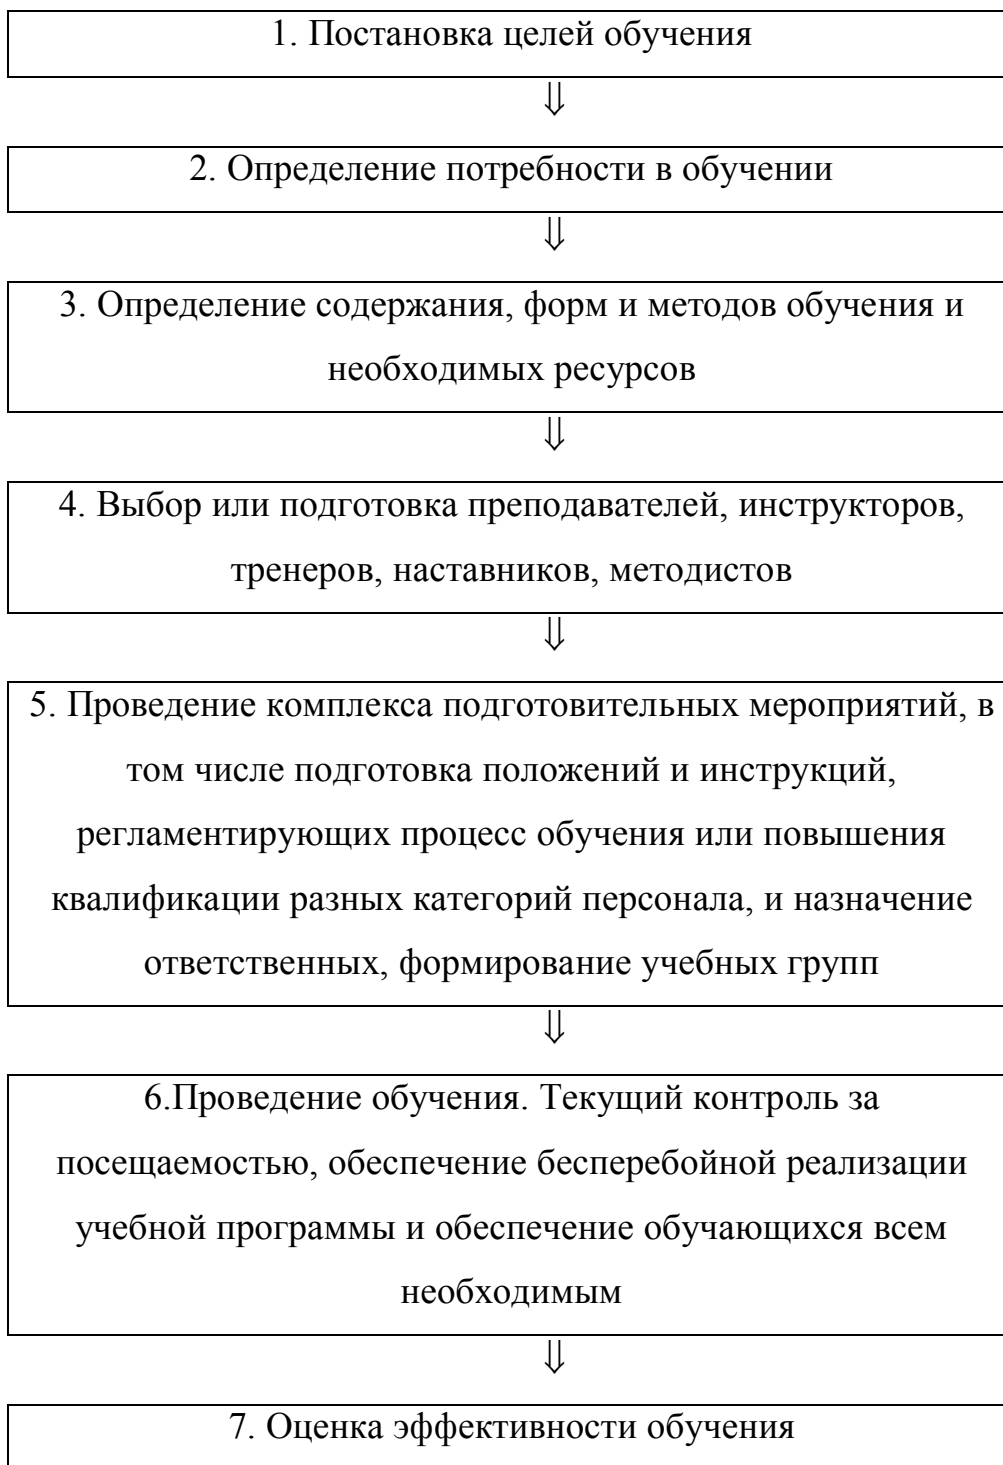 1. Постановка целей обучения
⇓
2. Определение потребности в обучении
⇓
3. Определение содержания, форм и методов обучения и
необходимых ресурсов
⇓
4. Выбор или подготовка преподавателей, инструкторов,
тренеров, наставников, методистов
⇓
5. Проведение комплекса подготовительных мероприятий, в
том числе подготовка положений и инструкций,
регламентирующих процесс обучения или повышения
квалификации разных категорий персонала, и назначение
ответственных, формирование учебных групп
⇓
6.Проведение обучения. Текущий контроль за
посещаемостью, обеспечение бесперебойной реализации
учебной программы и обеспечение обучающихся всем
необходимым
⇓
7. Оценка эффективности обучения